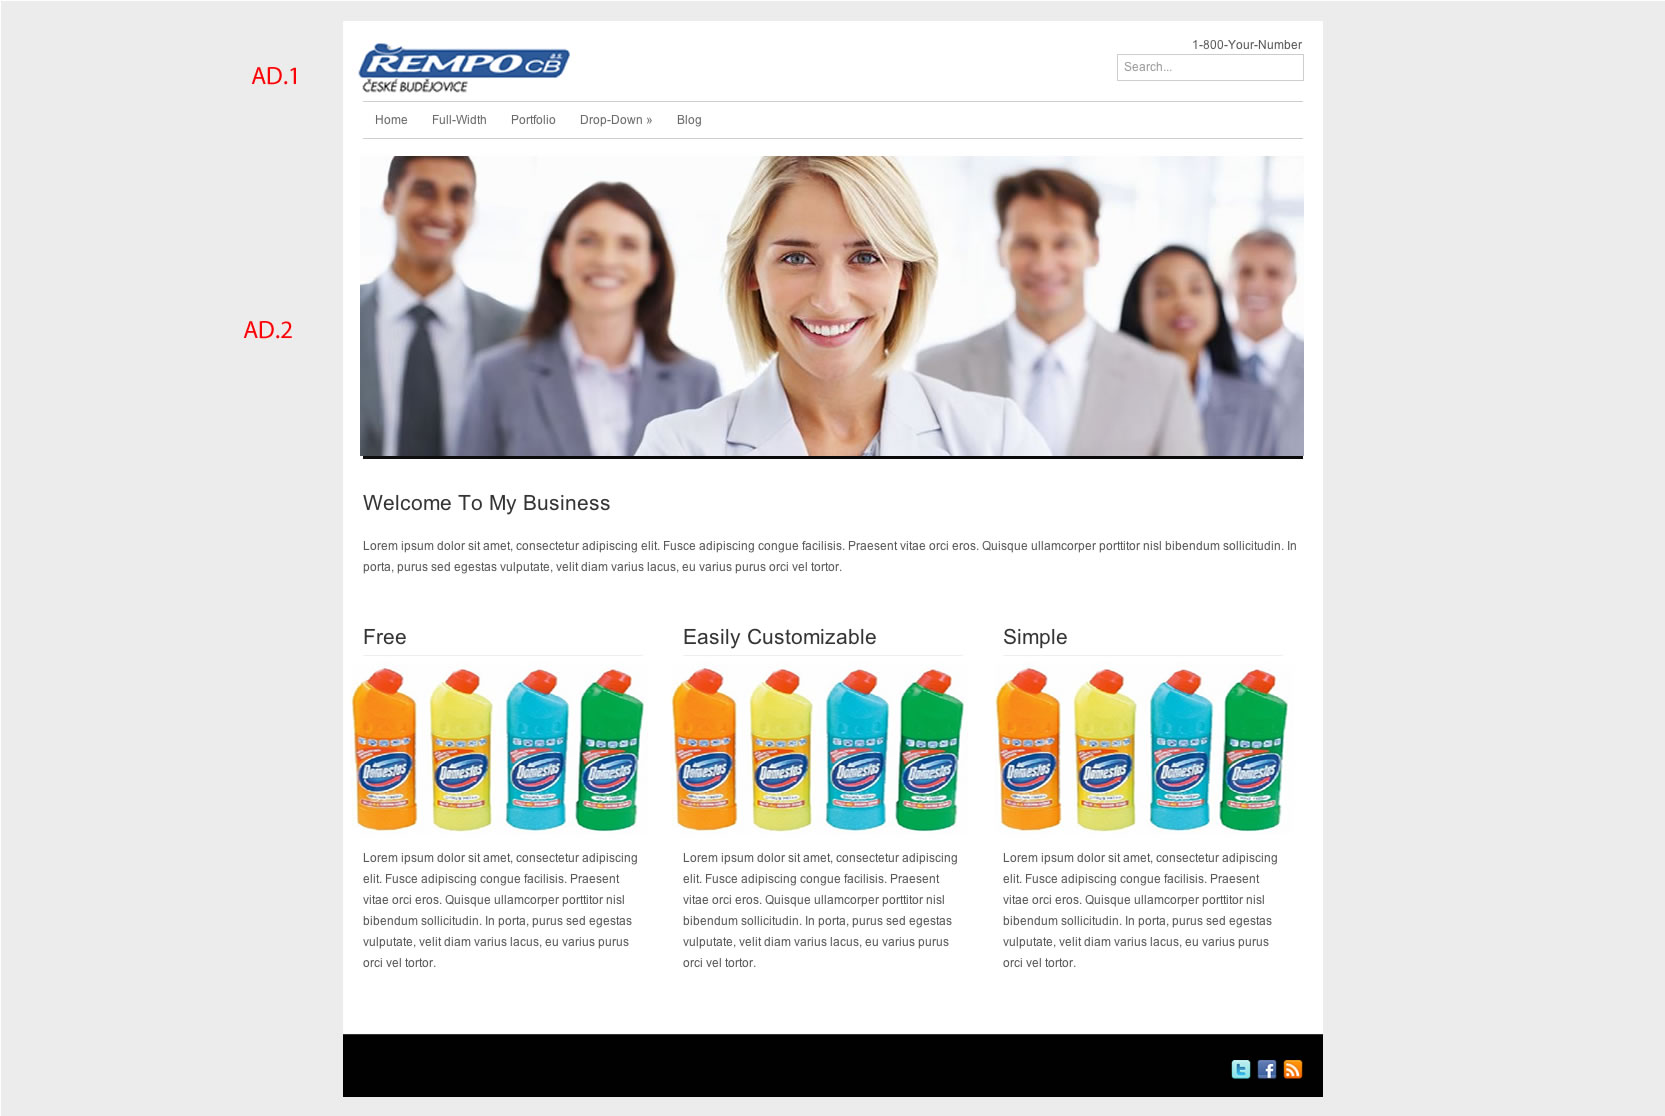 1-800-Your-Number
AD.1
ŘEMPO CB a.s.
Search...
ČESKÉ BUDĚJOVICE
Home Full-Width Portfolio Drop-Down » Blog
AD.2
Welcome To My Business
Lorem ipsum dolor sit amet, consectetur adipiscing elit. Fusce adipiscing congue facilisis. Praesent vitae orci eros. Quisque ullamcorper porttitor nisl bibendum sollicitudin. In
porta, purus sed egestas vulputate, velit diam varius lacus, eu varius purus orci vel tortor.
Free
Domestos Domestos Domestos Domestos
Lorem ipsum dolor sit amet, consectetur adipiscing
elit. Fusce adipiscing congue facilisis. Praesent
vitae orci eros. Quisque ullamcorper porttitor nisl
bibendum sollicitudin. In porta, purus sed egestas
vulputate, velit diam varius lacus, eu varius purus
orci vel tortor.
Easily Customizable
Domestos Domestos Domestos Domestos
Lorem ipsum dolor sit amet, consectetur adipiscing
elit. Fusce adipiscing congue facilisis. Praesent
vitae orci eros. Quisque ullamcorper porttitor nisl
bibendum sollicitudin. In porta, purus sed egestas
vulputate, velit diam varius lacus, eu varius purus
orci vel tortor.
Simple
Domestos Domestos Domestos Domestos
Lorem ipsum dolor sit amet, consectetur adipiscing
elit. Fusce adipiscing congue facilisis. Praesent
vitae orci eros. Quisque ullamcorper porttitor nisl
bibendum sollicitudin. In porta, purus sed egestas
vulputate, velit diam varius lacus, eu varius purus
orci vel tortor.